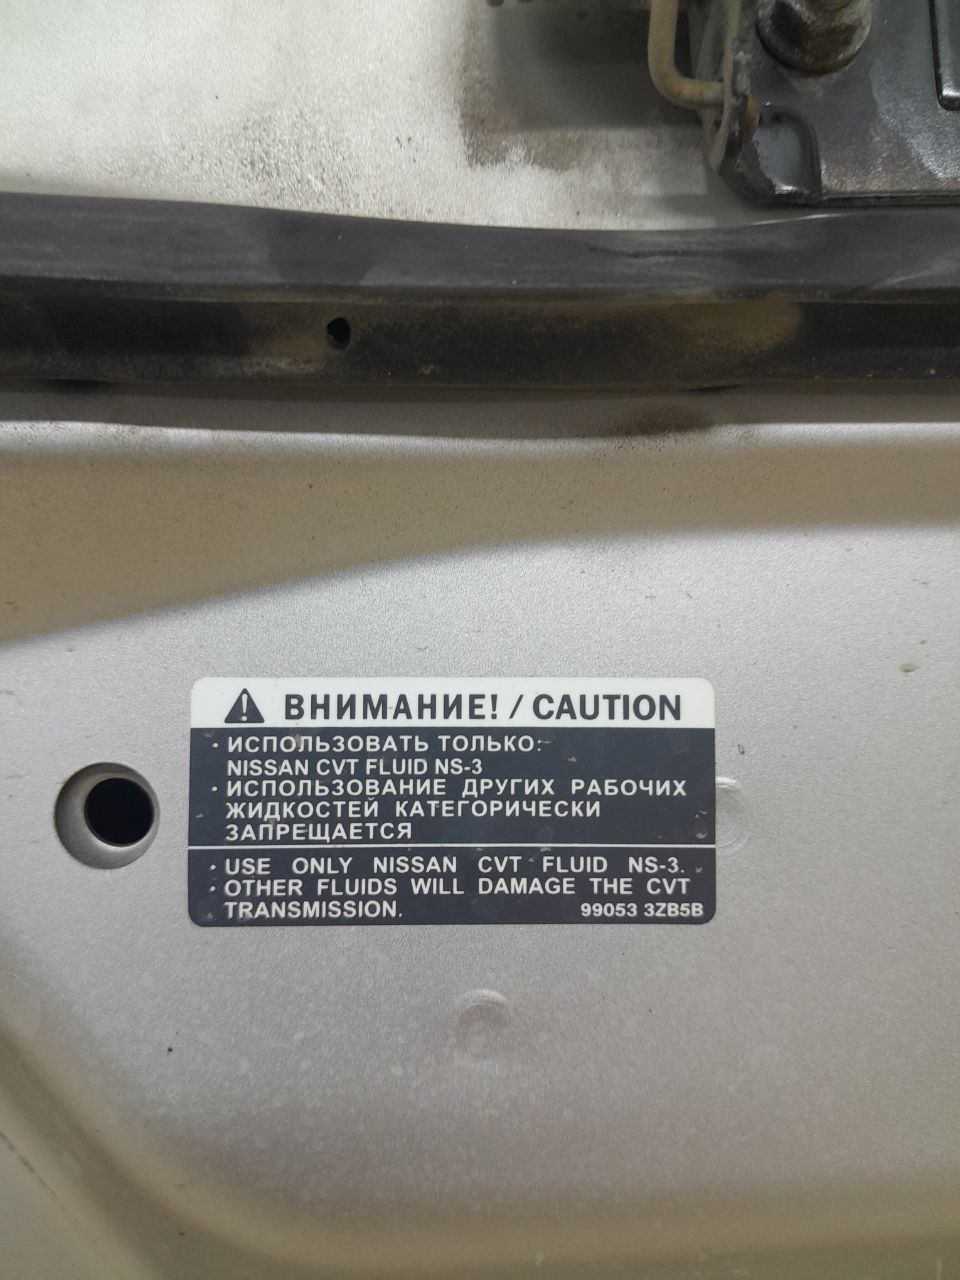 ВНИМАНИЕ! / CAUTION
· ИСПОЛЬЗОВАТЬ ТОЛЬКО:
NISSAN CVT FLUID NS-3
· ИСПОЛЬЗОВАНИЕ ДРУГИХ РАБОЧИХ
ЖИДКОСТЕЙ КАТЕГОРИЧЕСКИ
ЗАПРЕЩАЕТСЯ
· USE ONLY NISSAN CVT FLUID NS-3.
· OTHER FLUIDS WILL DAMAGE THE CVT
TRANSMISSION. 99053 3ZB5B